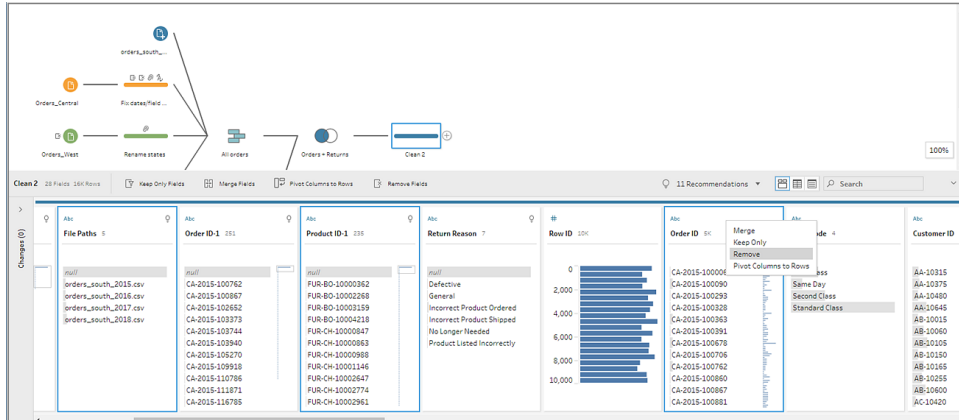 orders_south_...
Orders_Central
Fix dates/field ...
Orders_West
Rename states
All orders
Orders + Returns
Clean 2
100%
Clean 2 28 Fields 16K Rows
Keep Only Fields
Merge Fields
Pivot Columns to Rows
Remove Fields
11 Recommendations
Search
Changes (0)
Abc
File Paths 5
null
orders_south_2015.csv
orders_south_2016.csv
orders_south_2017.csv
orders_south_2018.csv
Abc
Order ID-1 251
null
CA-2015-100762
CA-2015-100867
CA-2015-102652
CA-2015-103373
CA-2015-103744
CA-2015-103940
CA-2015-105270
CA-2015-109918
CA-2015-110786
CA-2015-111871
CA-2015-116785
Abc
Product ID-1 235
null
FUR-BO-10000362
FUR-BO-10002268
FUR-BO-10003159
FUR-BO-10004218
FUR-CH-10000847
FUR-CH-10000863
FUR-CH-10000988
FUR-CH-10001146
FUR-CH-10002647
FUR-CH-10002774
FUR-CH-10002961
Abc
Return Reason 7
null
Defective
General
Incorrect Product Ordered
Incorrect Product Shipped
No Longer Needed
Product Listed Incorrectly
#
Row ID 10K
0
2,000
4,000
6,000
8,000
10,000
Abc
Order ID 5K
CA-2015-100006
CA-2015-100090
CA-2015-100293
CA-2015-100328
CA-2015-100363
CA-2015-100391
CA-2015-100678
CA-2015-100706
CA-2015-100762
CA-2015-100860
CA-2015-100867
CA-2015-100881
Merge
Keep Only
Remove
Pivot Columns to Rows
4
Same Day
Second Class
Standard Class
Abc
Customer ID
AA-10315
AA-10375
AA-10480
AA-10645
AB-10015
AB-10060
AB-10105
AB-10150
AB-10165
AB-10255
AB-10600
AC-10420